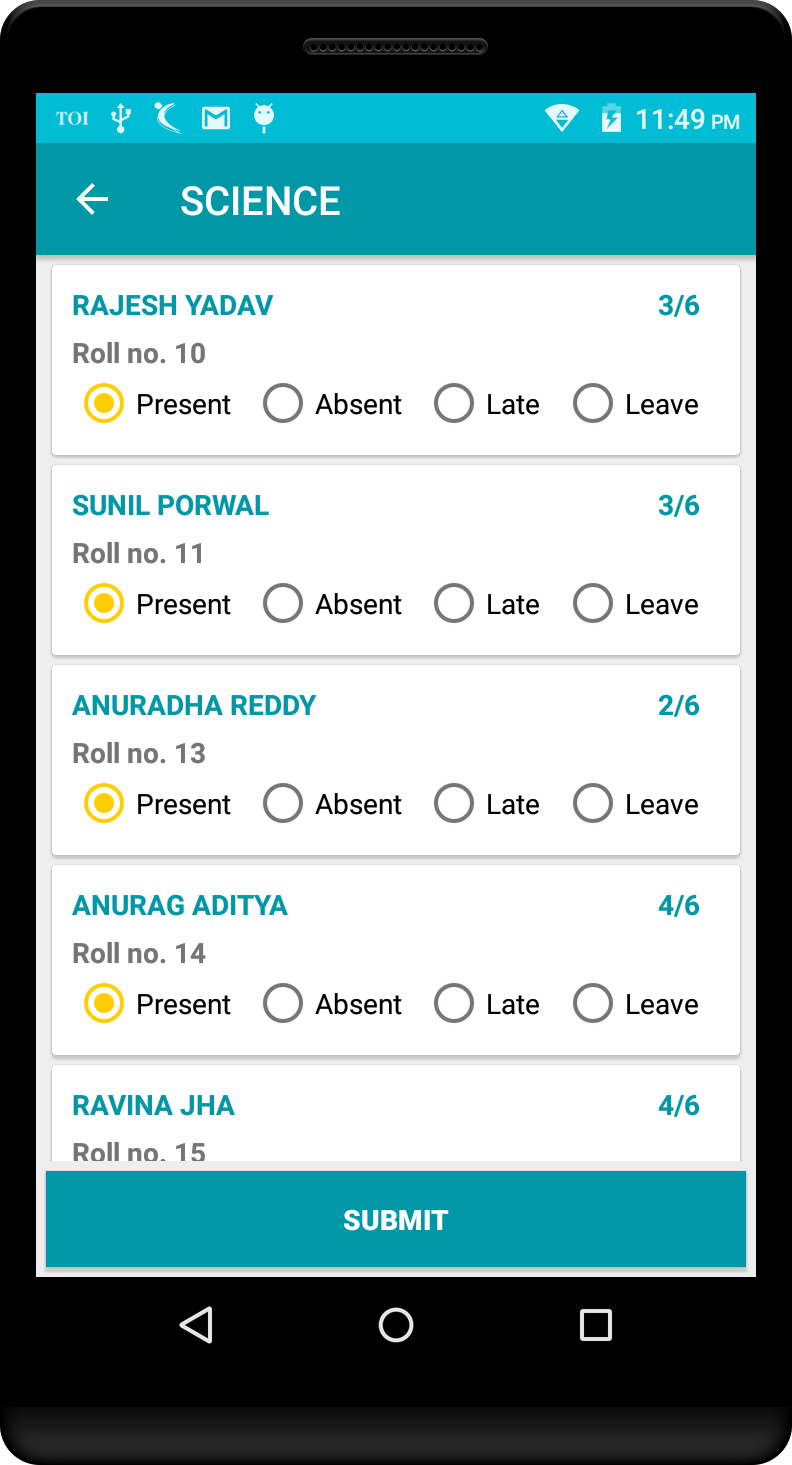 TOI 11:49 PM
SCIENCE
RAJESH YADAV 3/6
Roll no. 10
Present Absent Late Leave
SUNIL PORWAL 3/6
Roll no. 11
Present Absent Late Leave
ANURADHA REDDY 2/6
Roll no. 13
Present Absent Late Leave
ANURAG ADITYA 4/6
Roll no. 14
Present Absent Late Leave
RAVINA JHA 4/6
Roll no. 15
SUBMIT